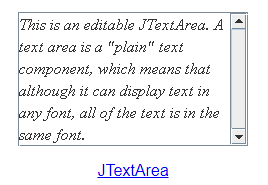 This is an editable JTextArea. A
text area is a "plain" text
component, which means that
although it can display text in
any font, all of the text is in the
same font.
JTextArea